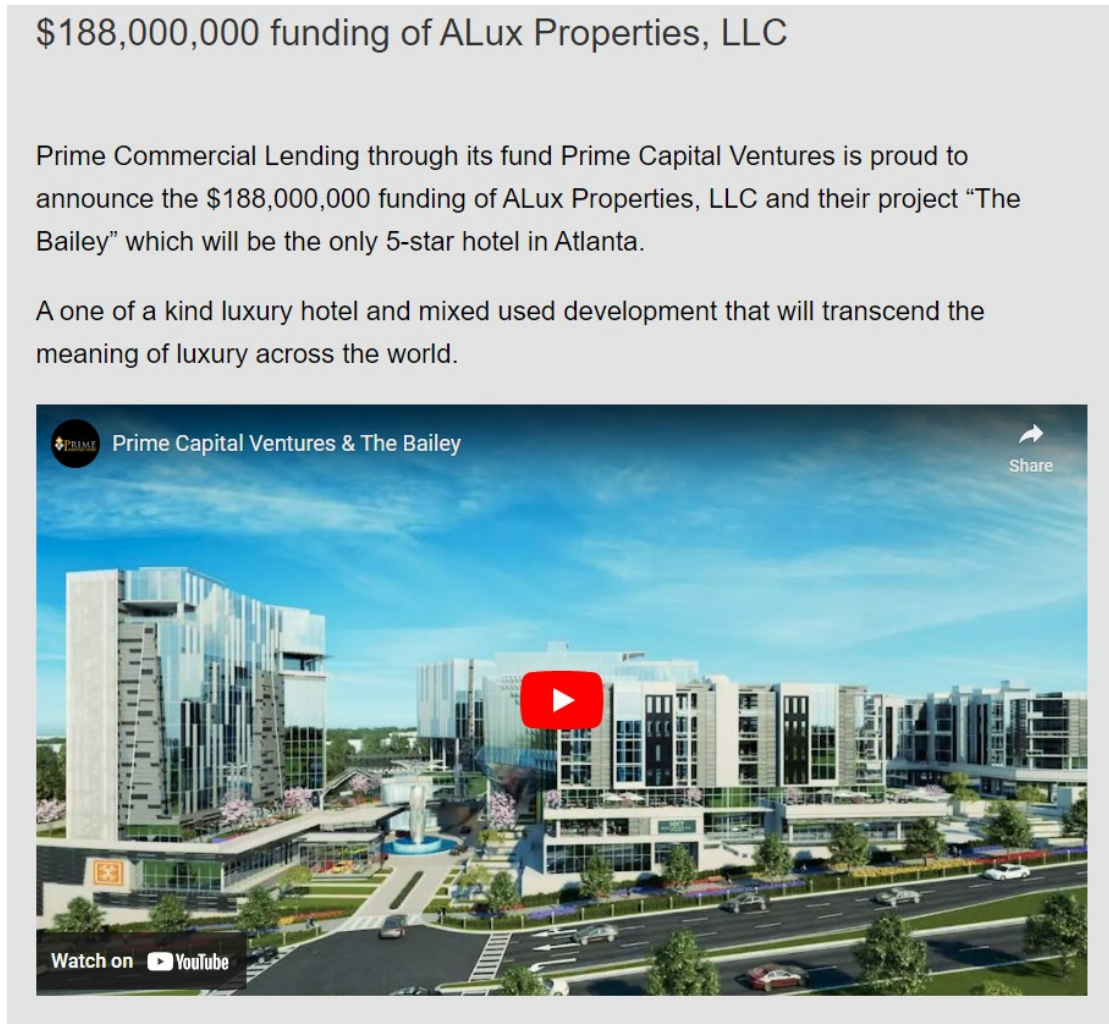 $188,000,000 funding of ALux Properties, LLC
Prime Commercial Lending through its fund Prime Capital Ventures is proud to
announce the $188,000,000 funding of ALux Properties, LLC and their project “The
Bailey” which will be the only 5-star hotel in Atlanta.
A one of a kind luxury hotel and mixed used development that will transcend the
meaning of luxury across the world.
PRIME
Prime Capital Ventures & The Bailey
Share
Watch on YouTube